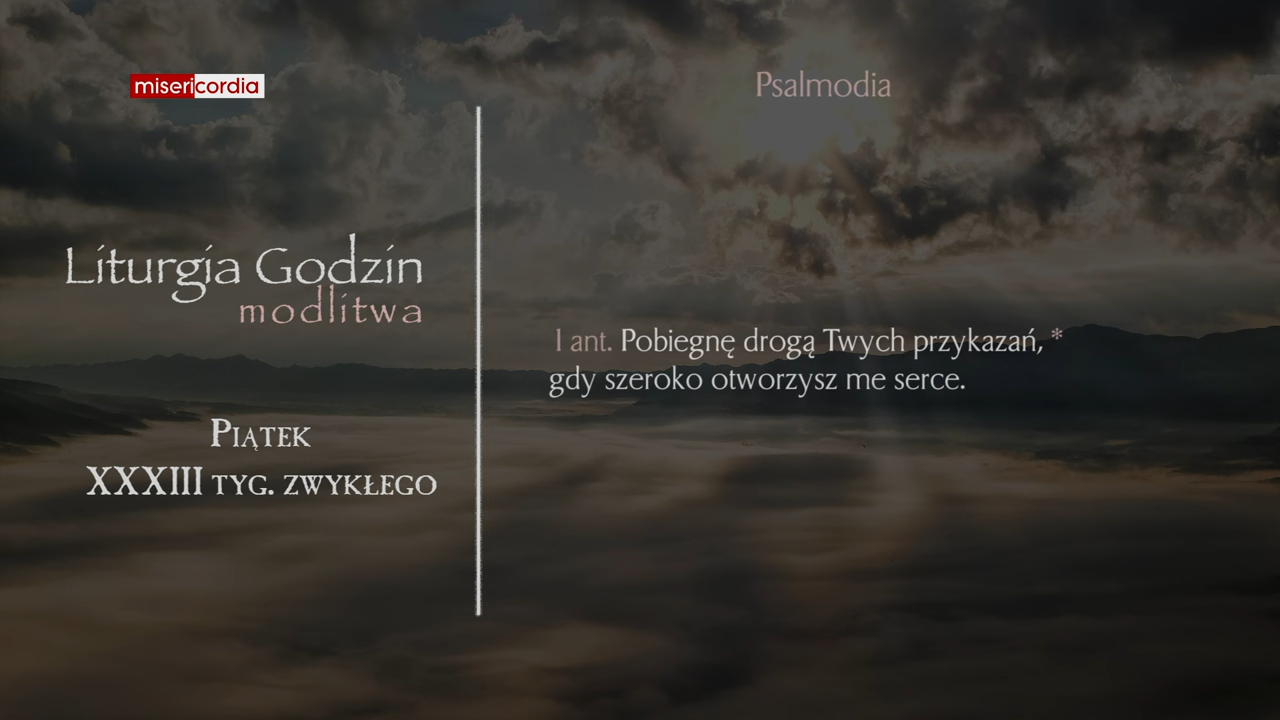 misericordia
Liturgia Godzin
modlitwa
Piątek
XXXIII tyg. zwykłego
Psalmodia
1 ant. Pobiegnę drogą Twych przykazań, *
gdy szeroko otworzysz me serce.